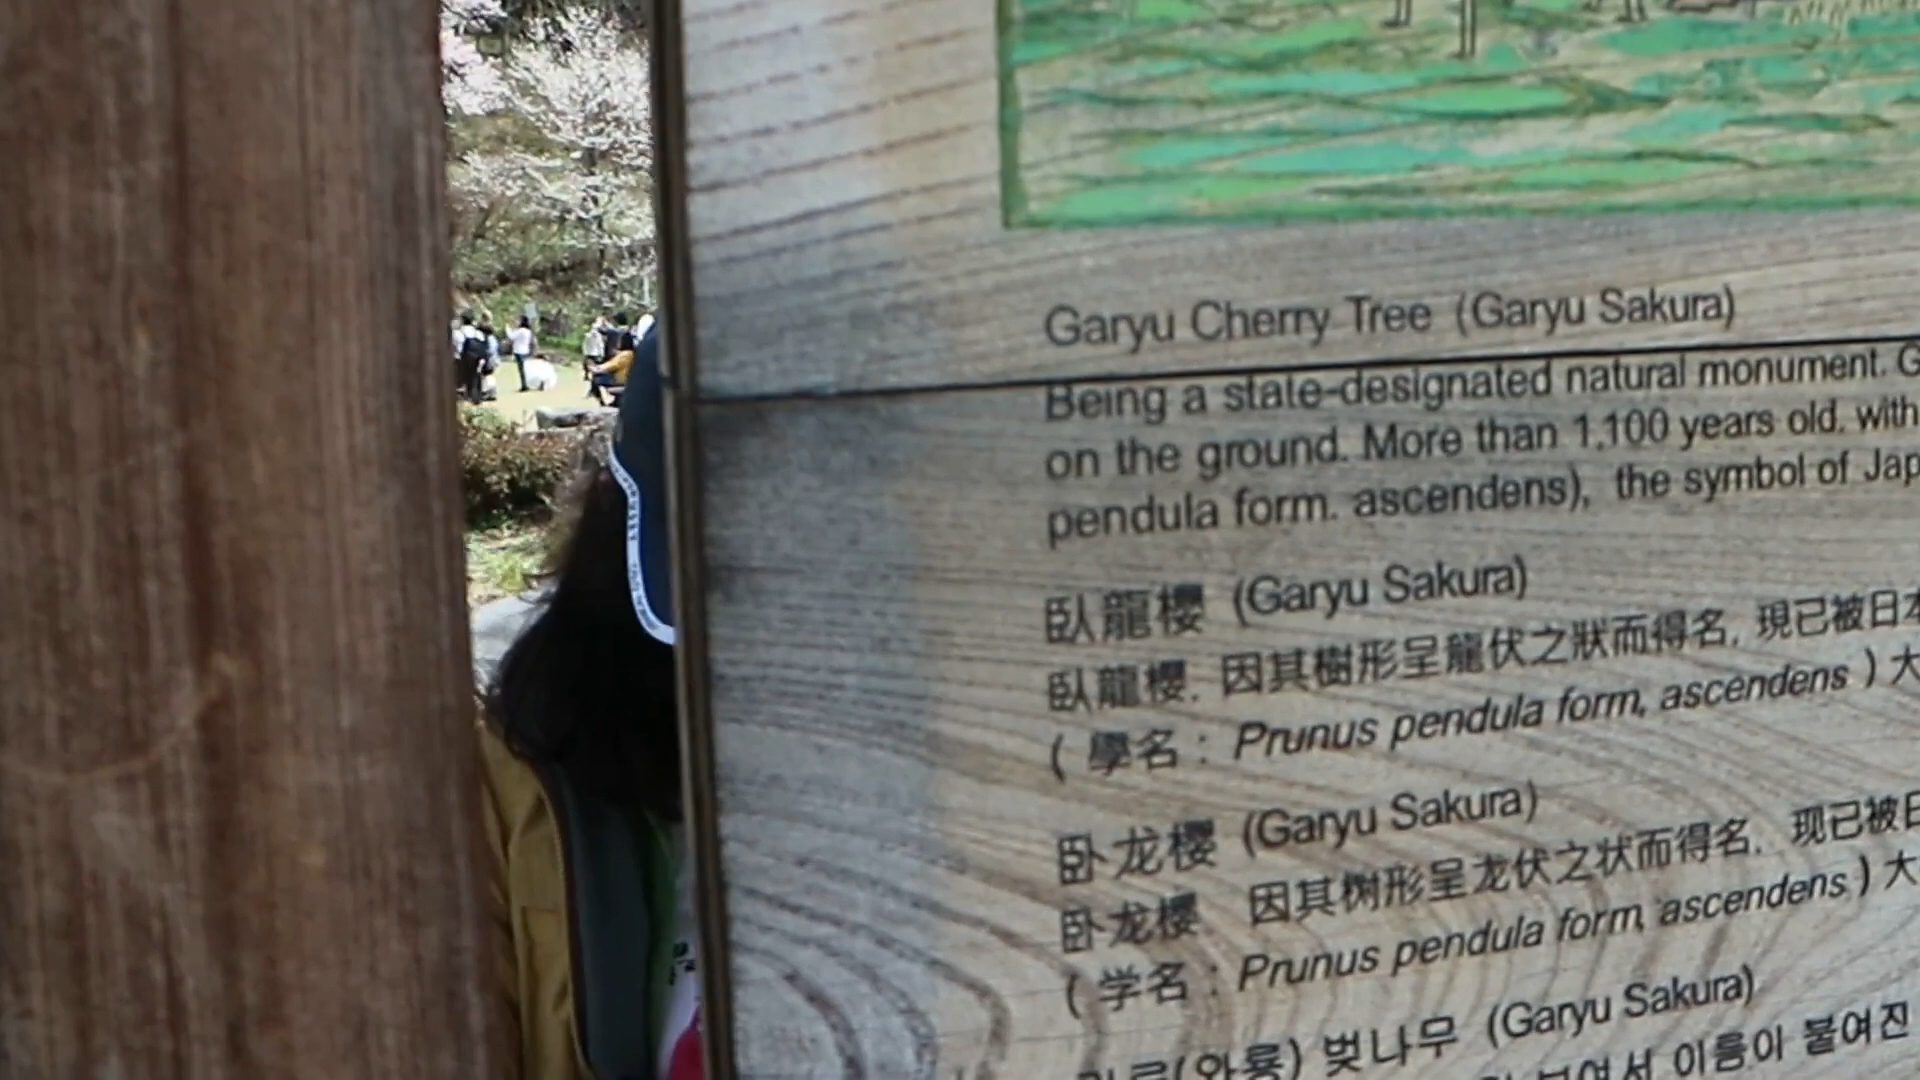 Garyu Cherry Tree (Garyu Sakura)
Being a state-designated natural monument. G
on the ground. More than 1,100 years old, with
pendula form. ascendens), the symbol of Jap
臥龍櫻 (Garyu Sakura)
臥龍櫻, 因其樹形呈龍伏之狀而得名, 現已被日本
( 學名 : Prunus pendula form, ascendens ) 大
卧龙樱 (Garyu Sakura)
卧龙樱 因其树形呈龙伏之状而得名, 现已被日
( 学名 : Prunus pendula form, ascendens ) 大
(와룡) 벚나무 (Garyu Sakura)
보여서 이름이 붙여진